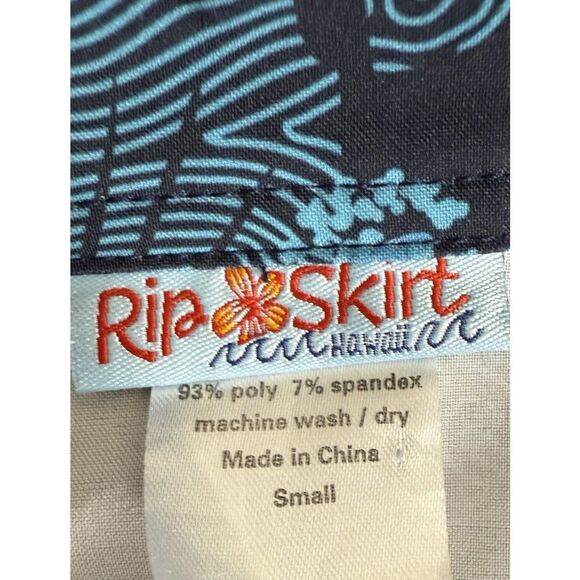 Rip Skirt
Hawaii
93% poly 7% spandex
machine wash / dry
Made in China
Small